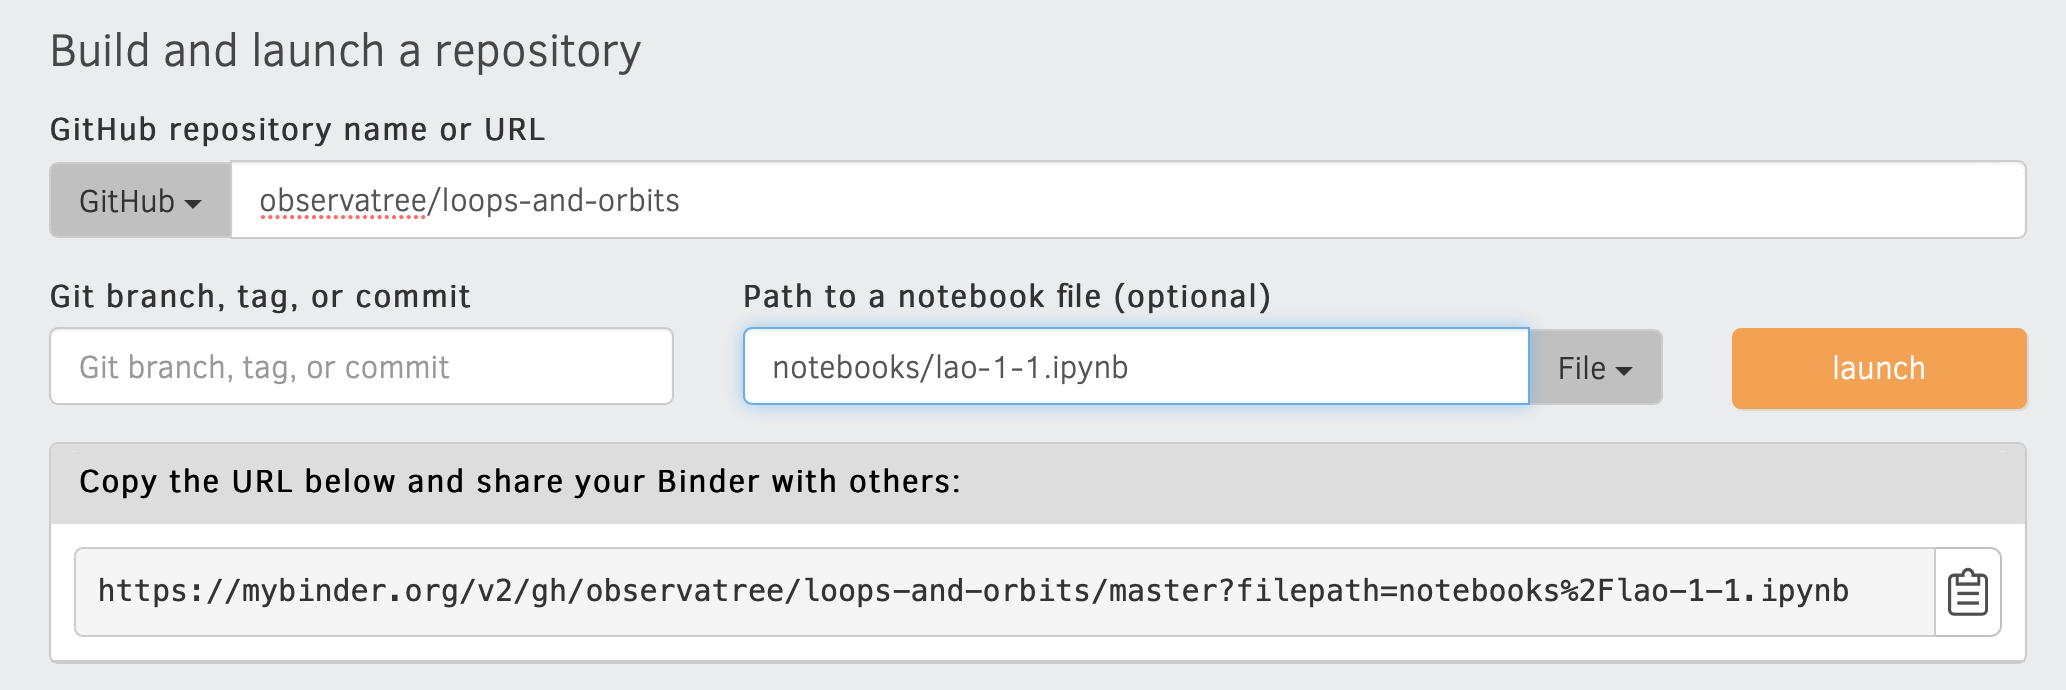 Build and launch a repository
GitHub repository name or URL
GitHub observatree/loops-and-orbits
Git branch, tag, or commit
Git branch, tag, or commit
Path to a notebook file (optional)
notebooks/lao-1-1.ipynb File
launch
Copy the URL below and share your Binder with others:
https://mybinder.org/v2/gh/observatree/loops-and-orbits/master?filepath=notebooks%2Flao-1-1.ipynb